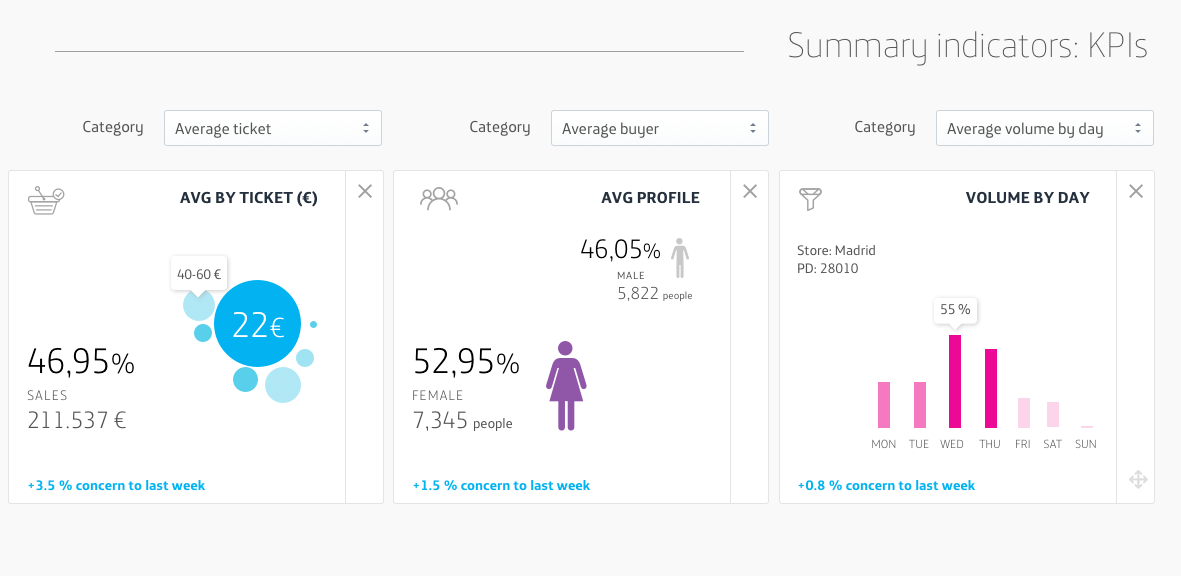 Summary indicators: KPIs
Category
Average ticket
Category
Average buyer
Category
Average volume by day
AVG BY TICKET (€)
40-60 €
22€
46,95%
SALES
211.537 €
+3.5 % concern to last week
AVG PROFILE
46,05%
MALE
5,822 people
52,95%
FEMALE
7,345 people
+1.5 % concern to last week
VOLUME BY DAY
Store: Madrid
PD: 28010
55 %
MON TUE WED THU FRI SAT SUN
+0.8 % concern to last week